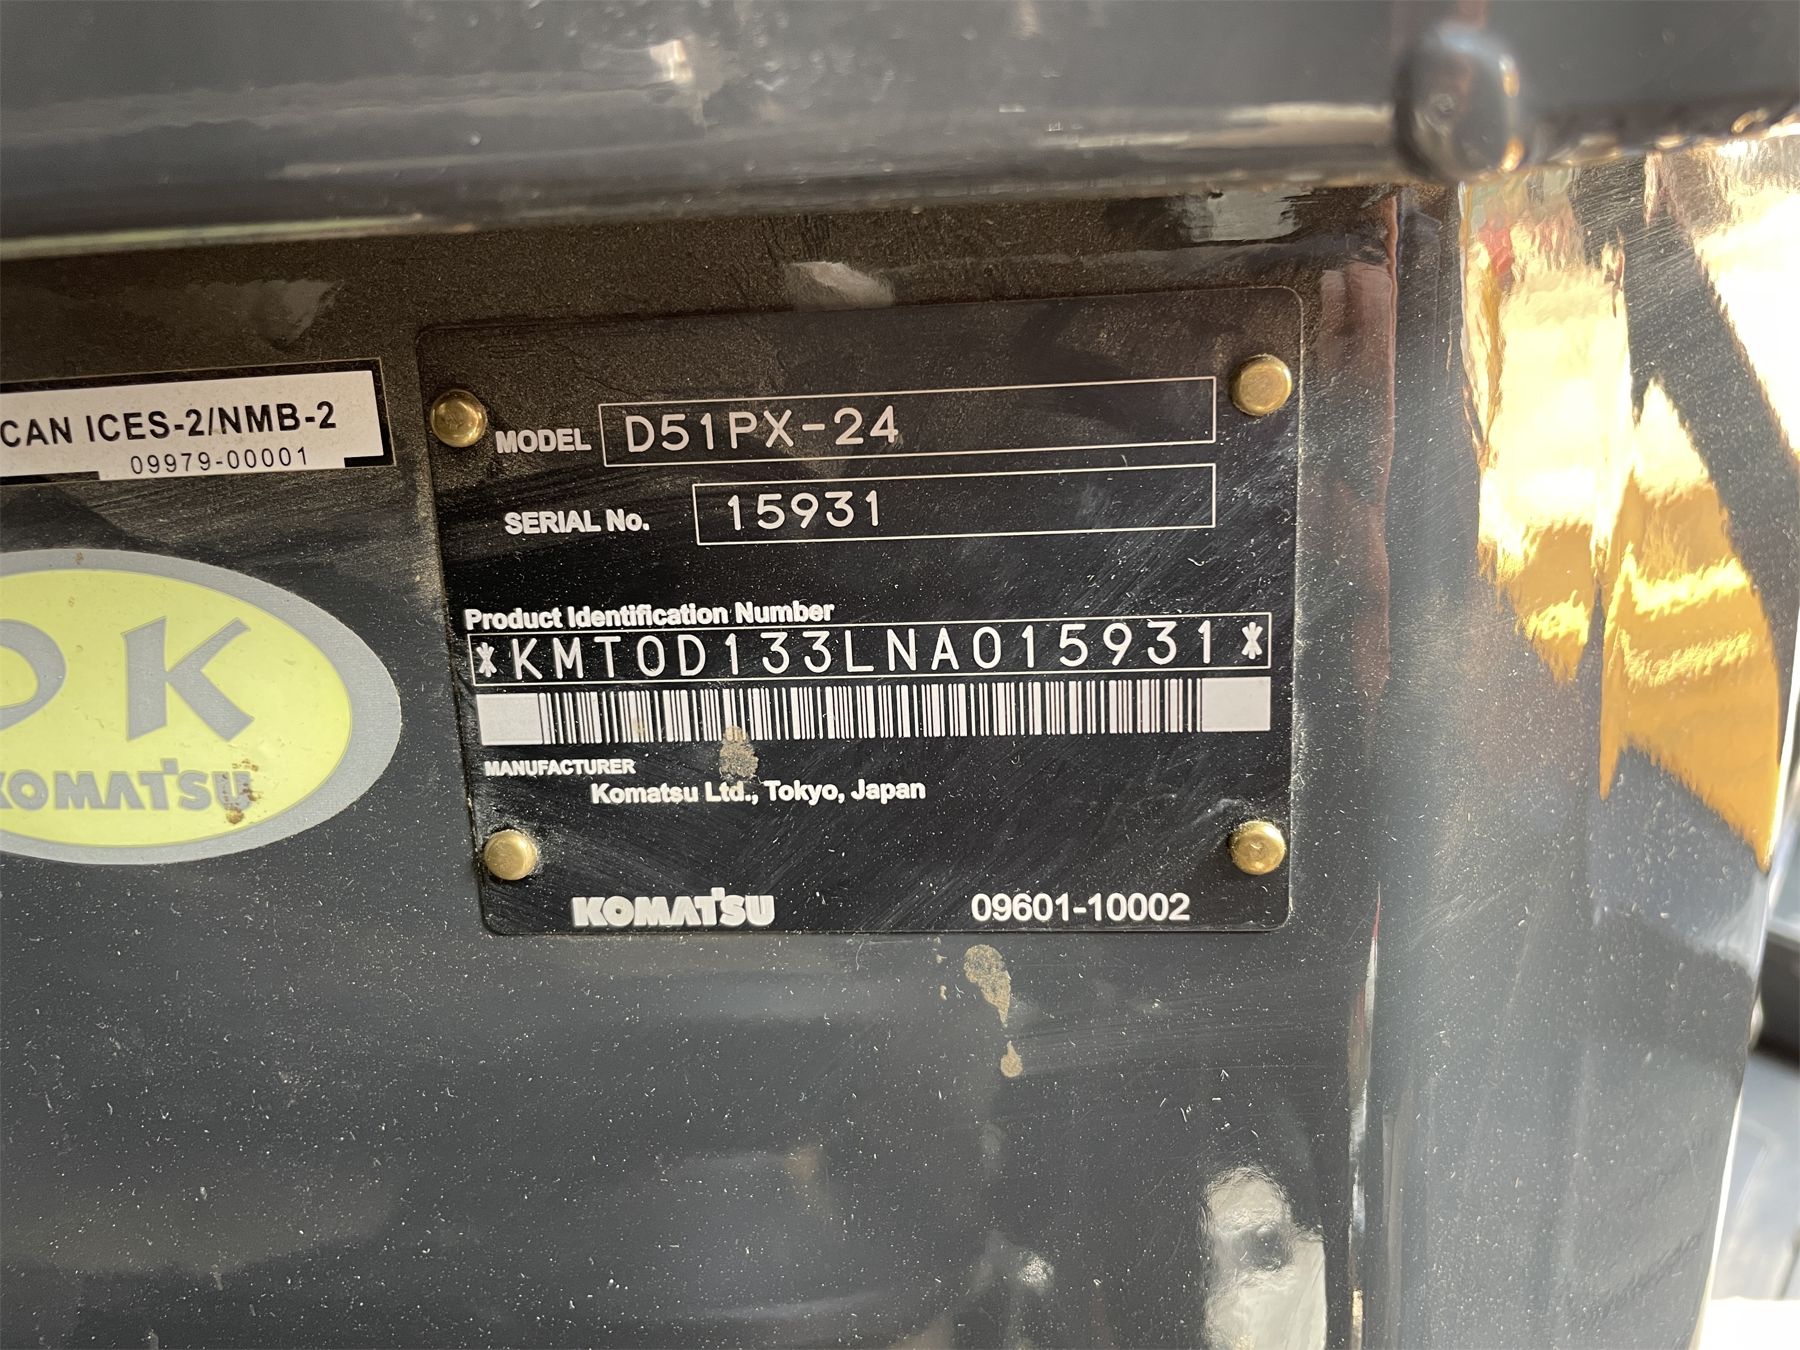 CAN ICES-2/NMB-2
09979-00001
OK
KOMATSU
MODEL D51PX-24
SERIAL No. 15931
Product Identification Number
*KMT0D133LNA015931*
MANUFACTURER
Komatsu Ltd., Tokyo, Japan
KOMATSU 09601-10002